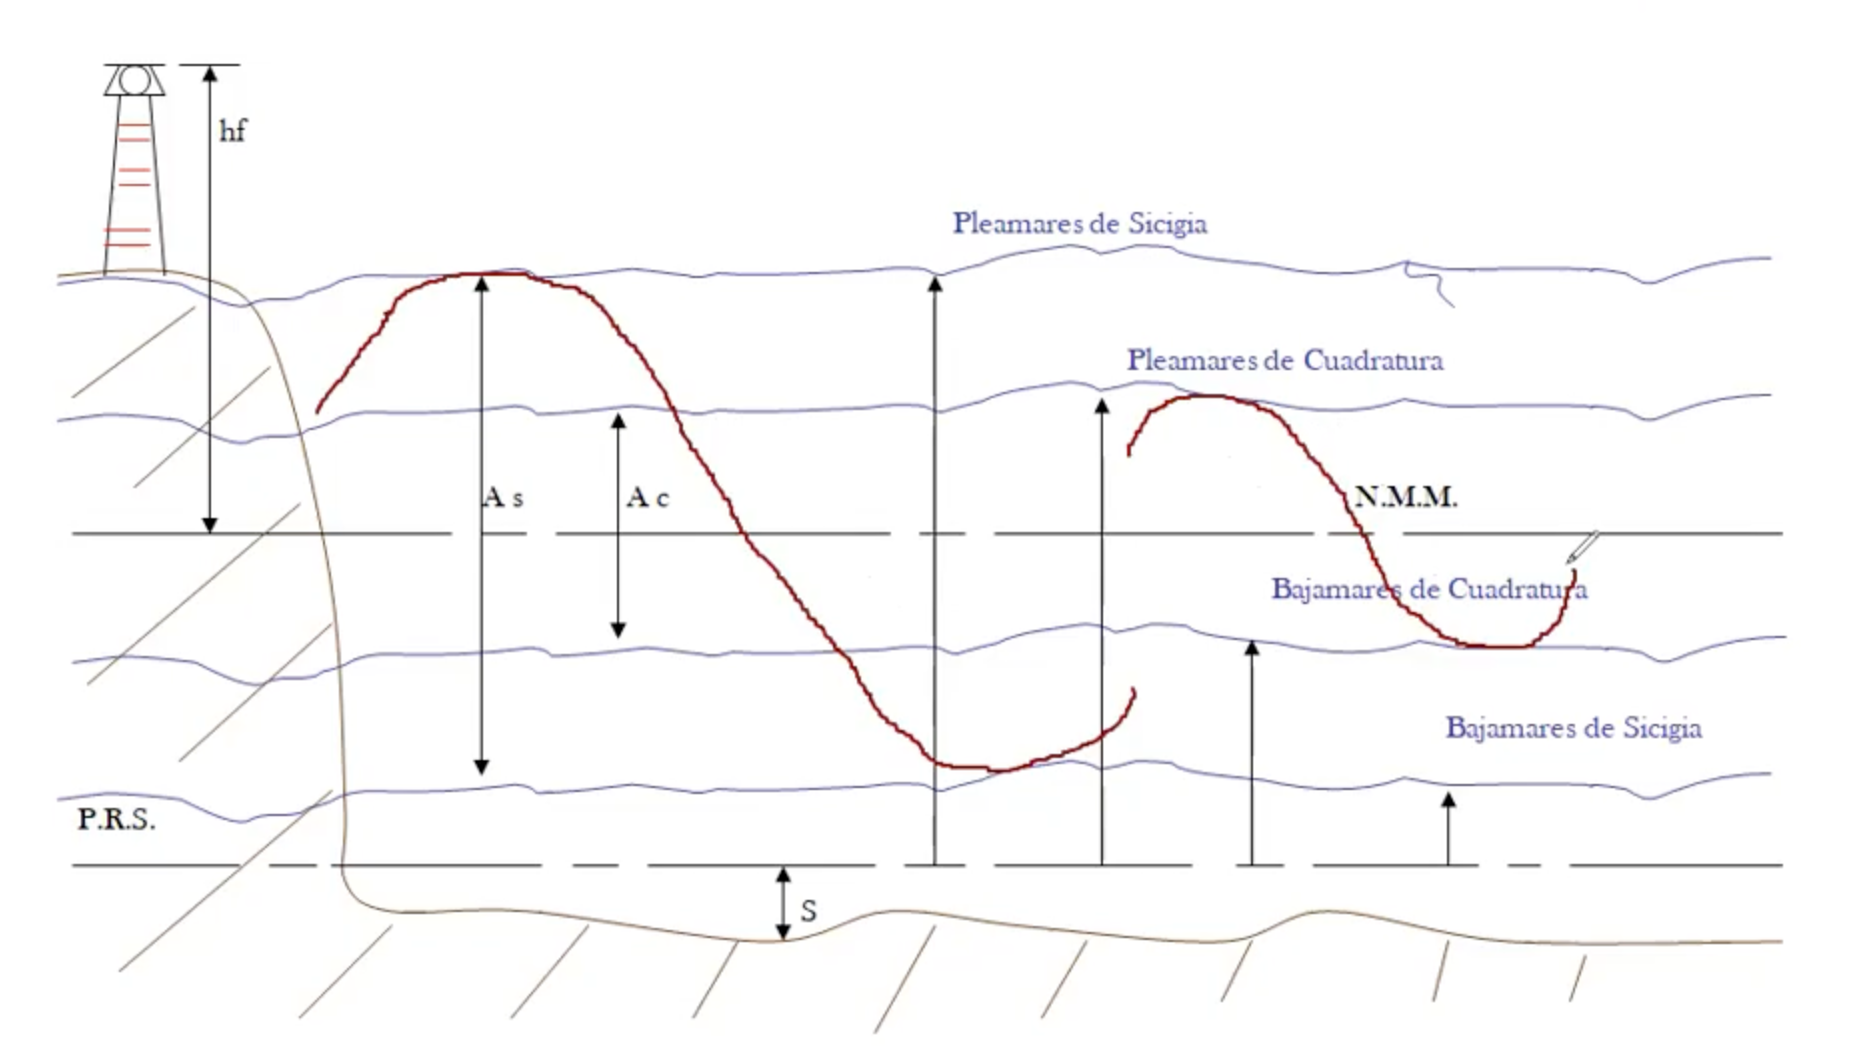 hf
Pleamares de Sicigia
Pleamares de Cuadratura
A s
A c
N.M.M.
Bajamares de Cuadratura
Bajamares de Sicigia
P.R.S.
S